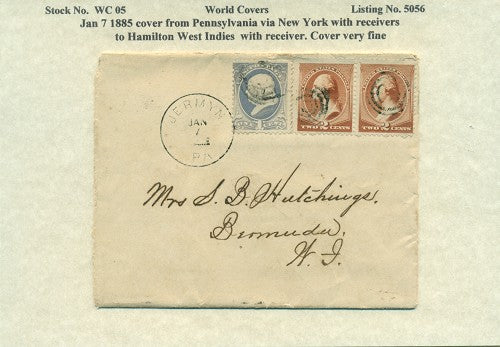 Stock No. WC 05 World Covers Listing No. 5056
Jan 7 1885 cover from Pennsylvania via New York with receivers
to Hamilton West Indies with receiver. Cover very fine
JERMYN
JAN
7
PA.
TWO 2 CENTS
TWO 2 CENTS
Mrs S. B. Hutchings.
Bermuda.
W. I.